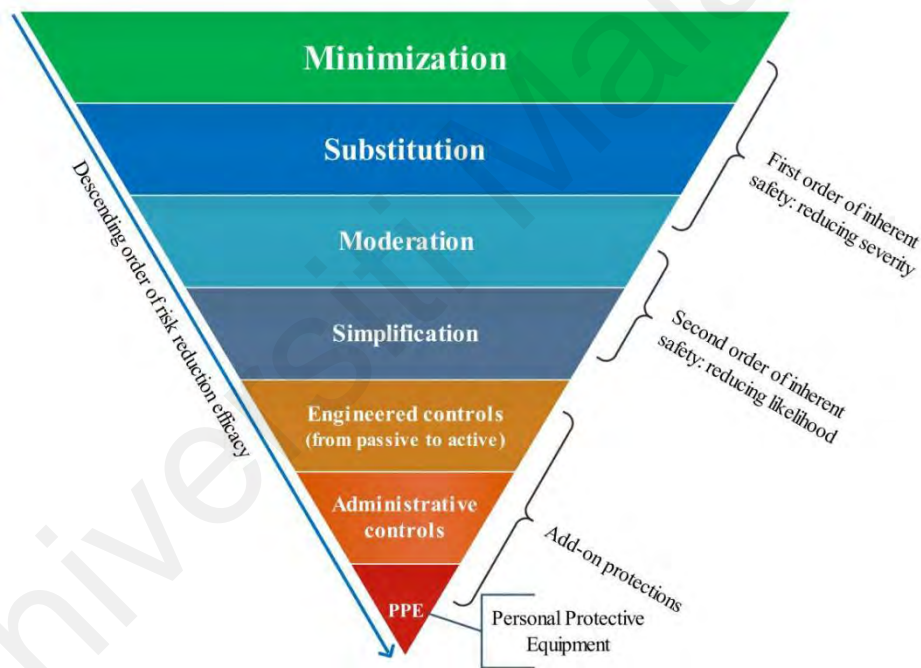 Minimization
Substitution
Moderation
Simplification
Engineered controls
(from passive to active)
Administrative
controls
PPE
Descending order of risk reduction efficacy
First order of inherent
safety: reducing severity
Second order of inherent
safety: reducing likelihood
Add-on protections
Personal Protective
Equipment